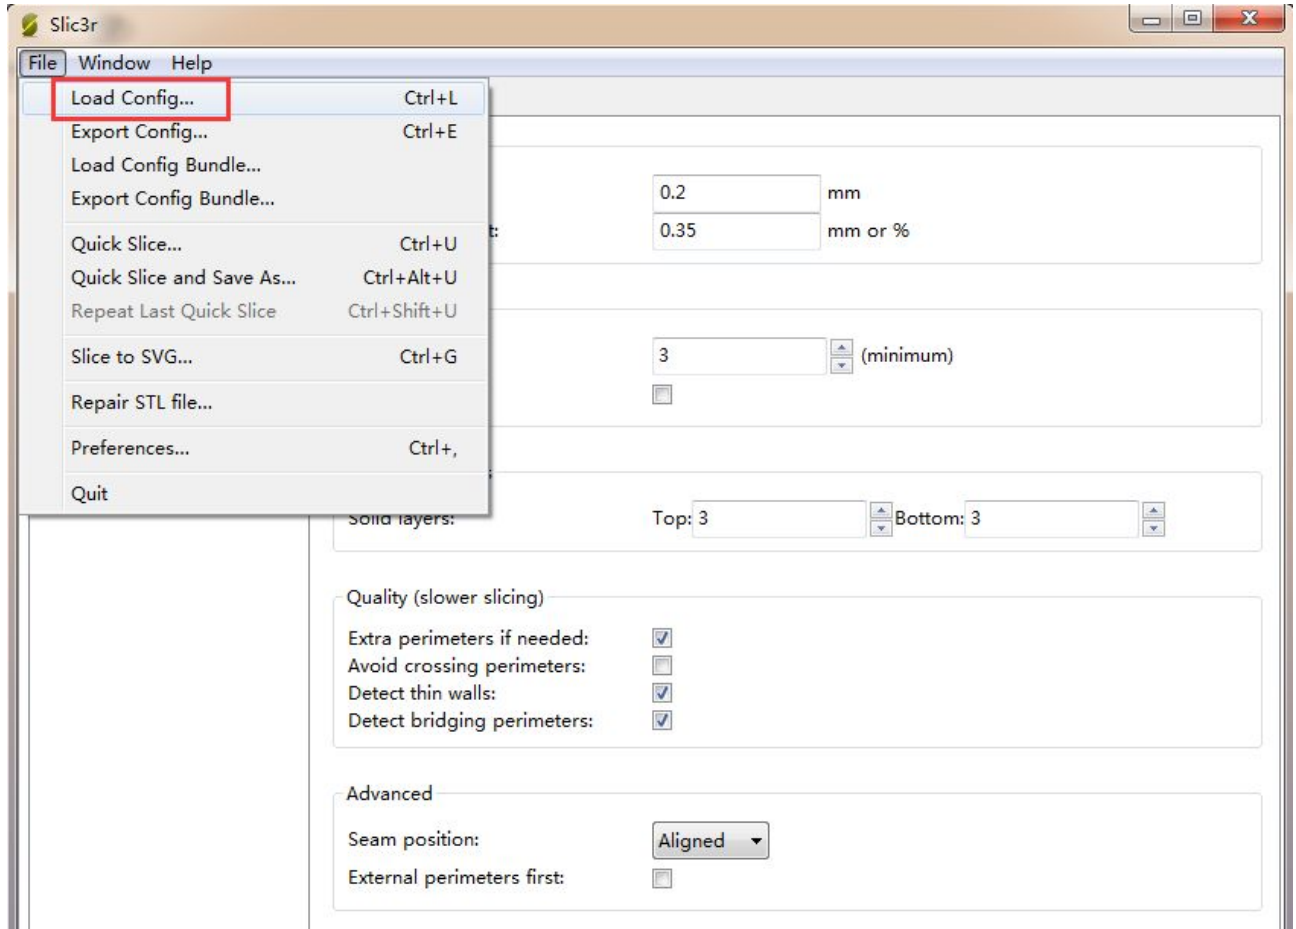 Slic3r
File Window Help
Load Config... Ctrl+L
Export Config... Ctrl+E
Load Config Bundle...
Export Config Bundle...
0.2 mm
t: 0.35 mm or %
Quick Slice... Ctrl+U
Quick Slice and Save As... Ctrl+Alt+U
Repeat Last Quick Slice Ctrl+Shift+U
Slice to SVG... Ctrl+G
3 (minimum)
Repair STL file...
Preferences... Ctrl+,
Quit
Solid layers: Top: 3 Bottom: 3
Quality (slower slicing)
Extra perimeters if needed:
Avoid crossing perimeters:
Detect thin walls:
Detect bridging perimeters:
Advanced
Seam position: Aligned
External perimeters first: